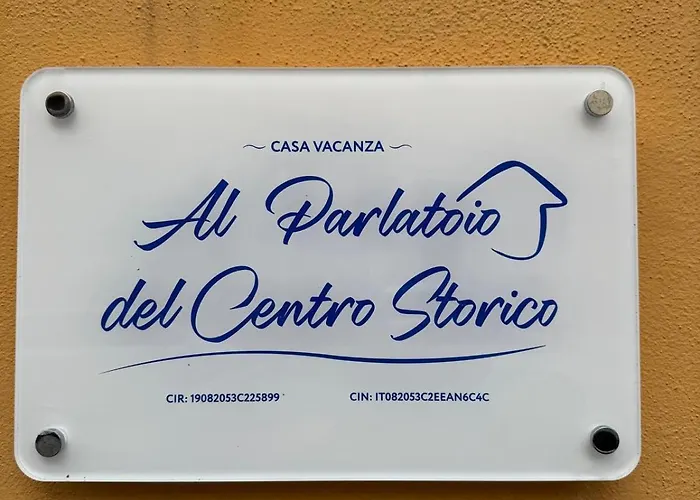 ~ CASA VACANZA ~
Al Parlatoio
del Centro Storico
CIR: 19082053C225899 CIN: IT082053C2EEAN6C4C